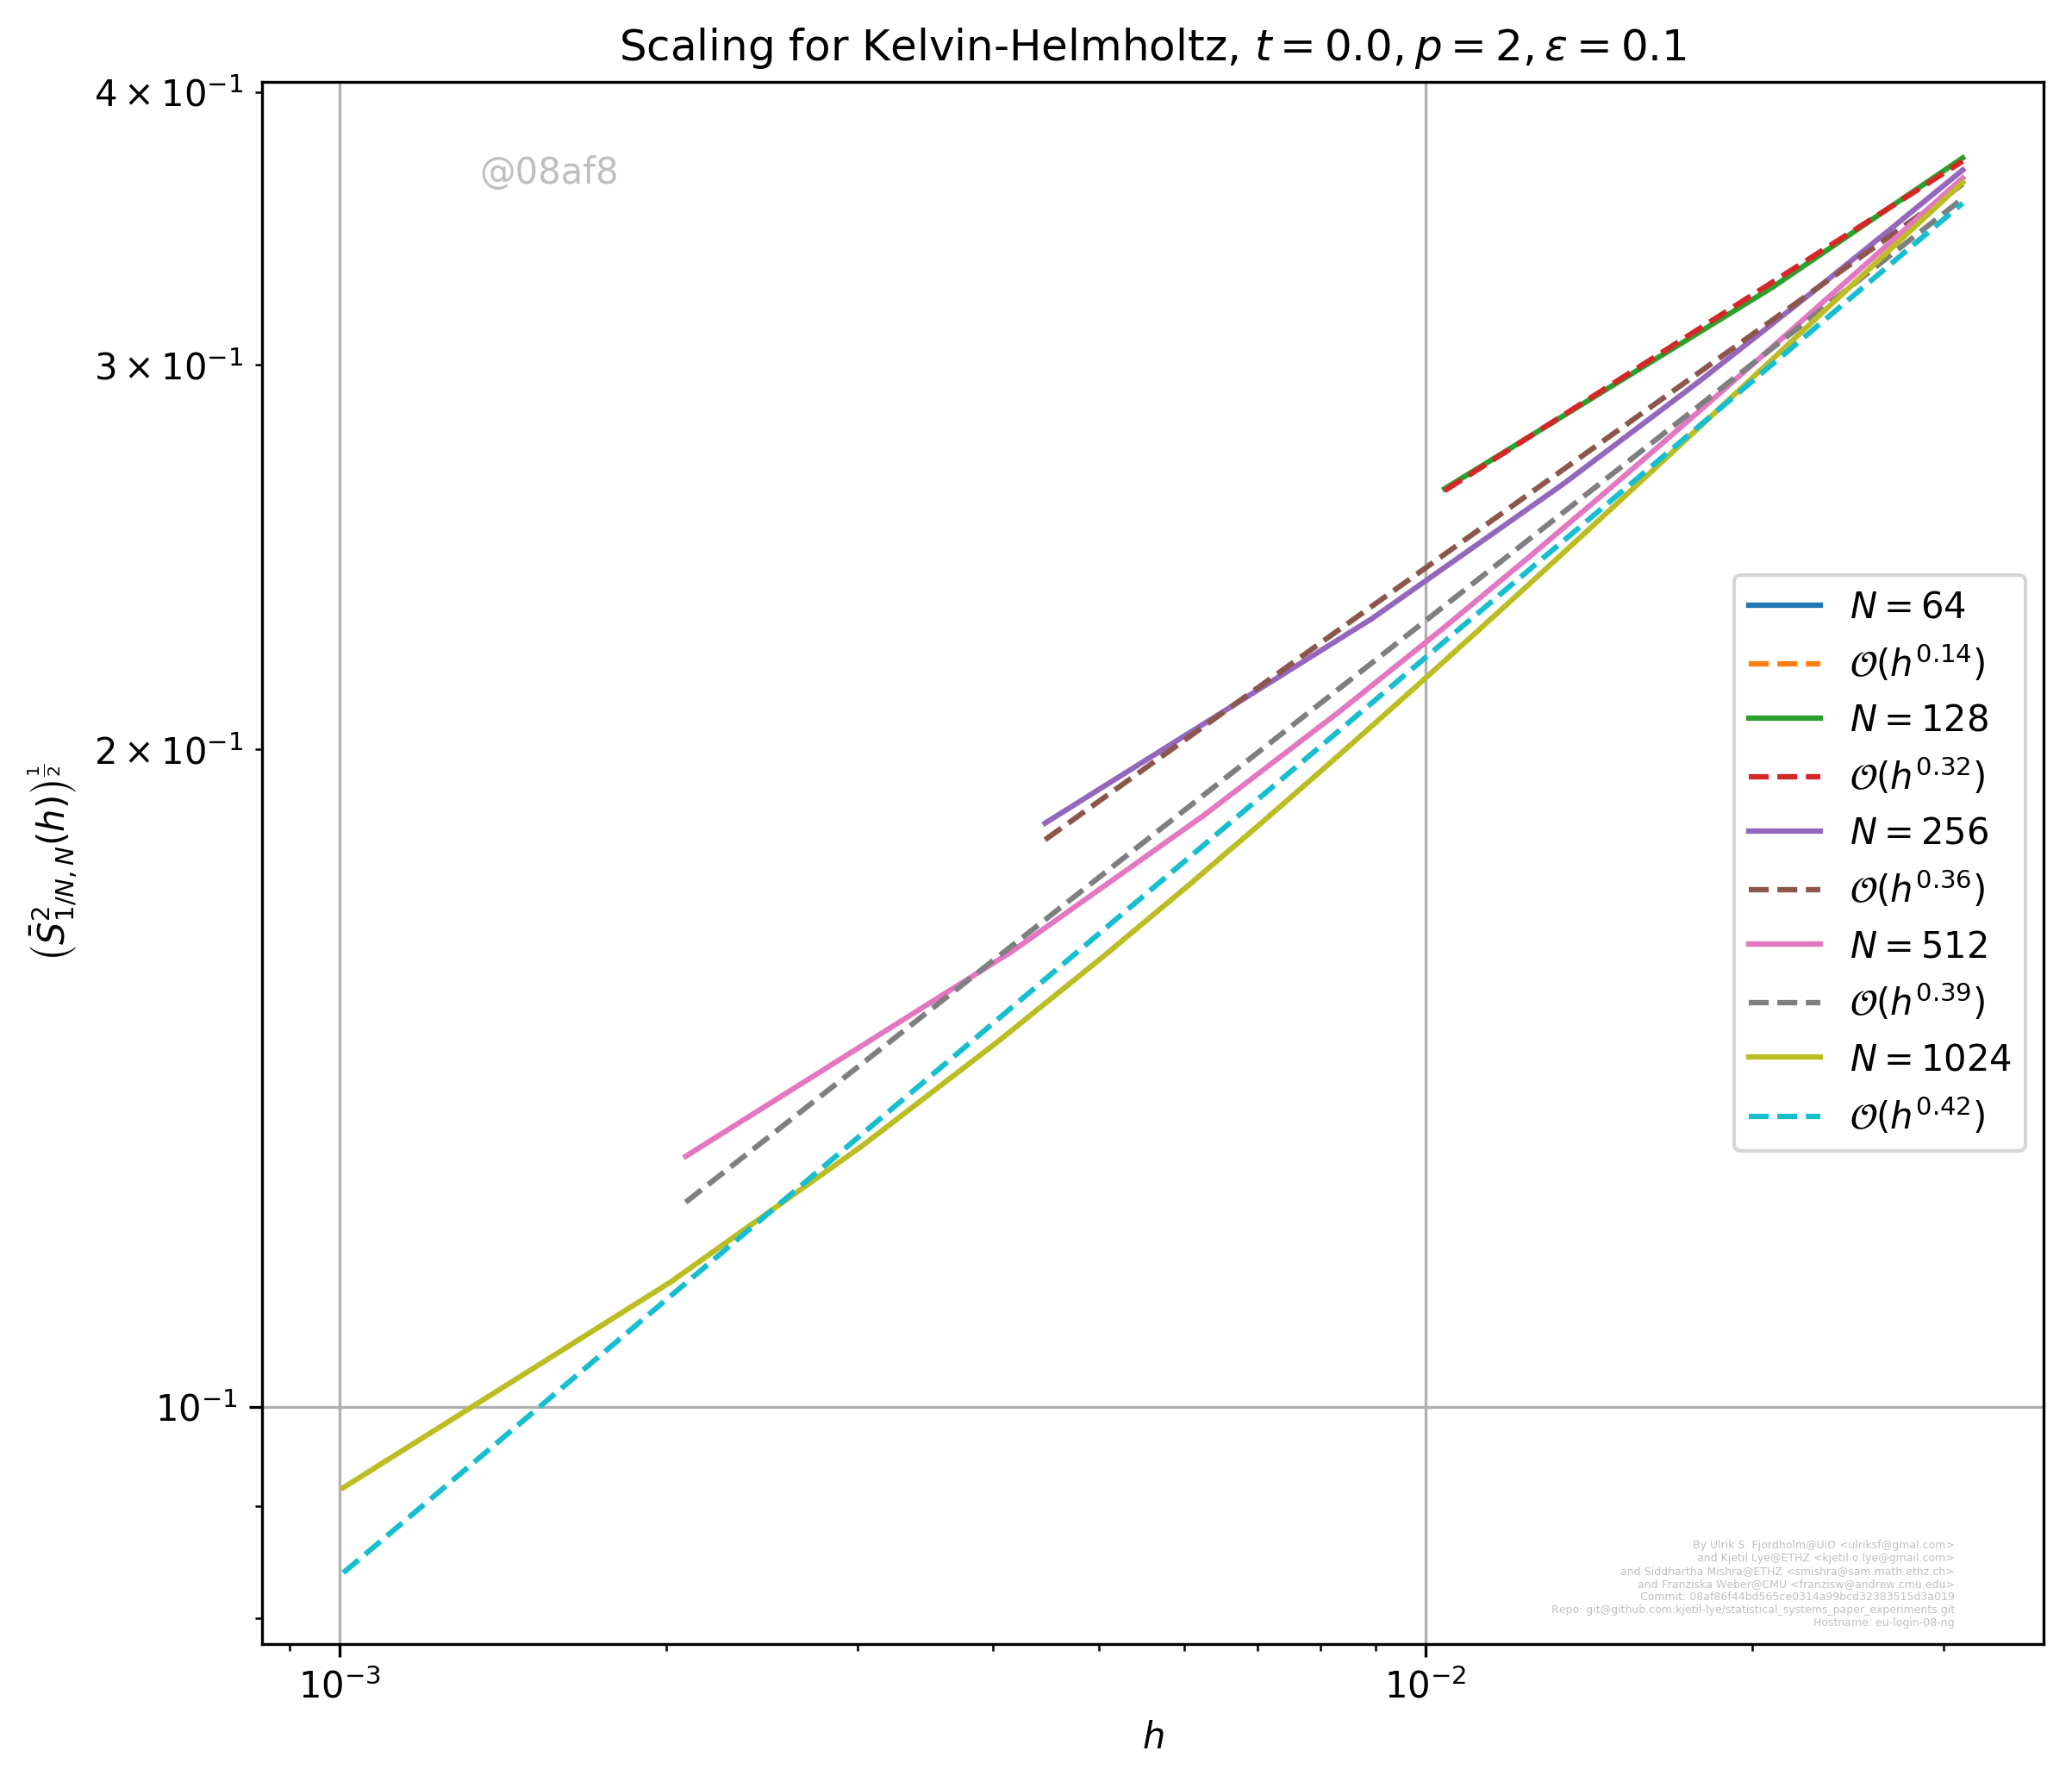 Scaling for Kelvin-Helmholtz, t = 0.0, p = 2, ε = 0.1
@08af8
4 × 10⁻¹
3 × 10⁻¹
2 × 10⁻¹
10⁻¹
(S̄²₁/N, N(h))^(1/2)
N = 64
𝒪(h^0.14)
N = 128
𝒪(h^0.32)
N = 256
𝒪(h^0.36)
N = 512
𝒪(h^0.39)
N = 1024
𝒪(h^0.42)
By Ulrik S. Fjordholm@UiO <ulriksf@gmal.com>
and Kjetil Lye@ETHZ <kjetil.o.lye@gmail.com>
and Siddhartha Mishra@ETHZ <smishra@sam.math.ethz.ch>
and Franziska Weber@CMU <franzisw@andrew.cmu.edu>
Commit: 08af86f44bd565ce0314a99bcd32383515d3a019
Repo: git@github.com:kjetil-lye/statistical_systems_paper_experiments.git
Hostname: eu-login-08-ng
10⁻³
10⁻²
h